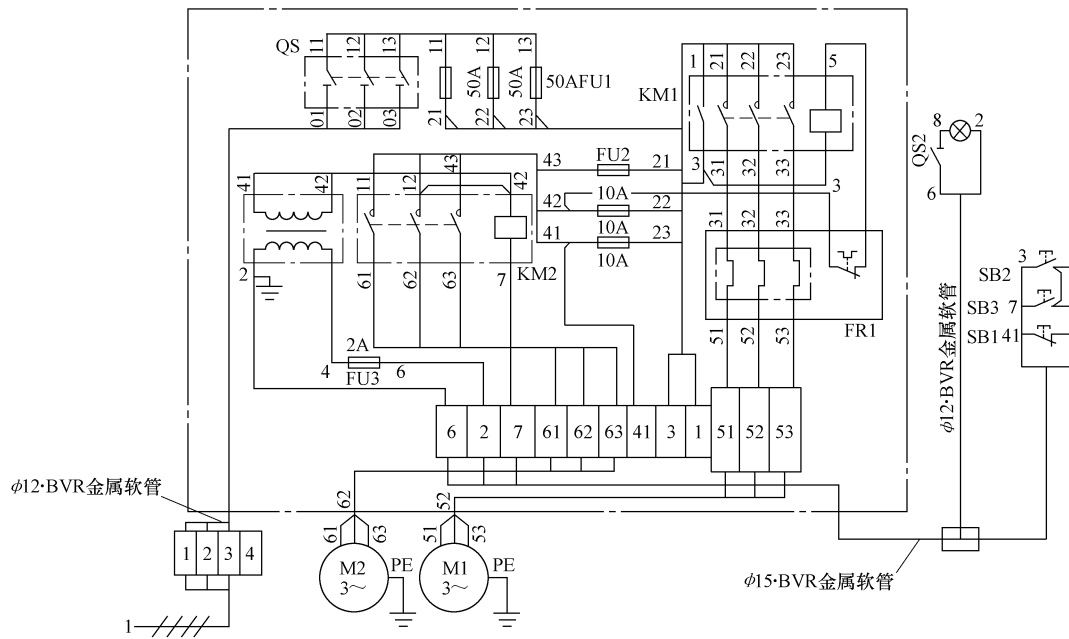 QS
11 12 13
11 12 13
50A 50A 50AFU1
01 02 03
21 22 23
1 21 22 23 5
KM1
3 31 32 33 3
8 2
QS2
6
41 42
11 12 43 42
43 FU2 21
42 10A 22
41 10A 23
10A
2
61 62 63 7
KM2
31 32 33
FR1
51 52 53
2A
4 FU3 6
3
SB2
SB3 7
SB1 41
ϕ12·BVR金属软管
6 2 7 61 62 63 41 3 1 51 52 53
ϕ12·BVR金属软管
62
61 63
52
51 53
1 2 3 4
M2
3～
PE
M1
3～
PE
ϕ15·BVR金属软管
1